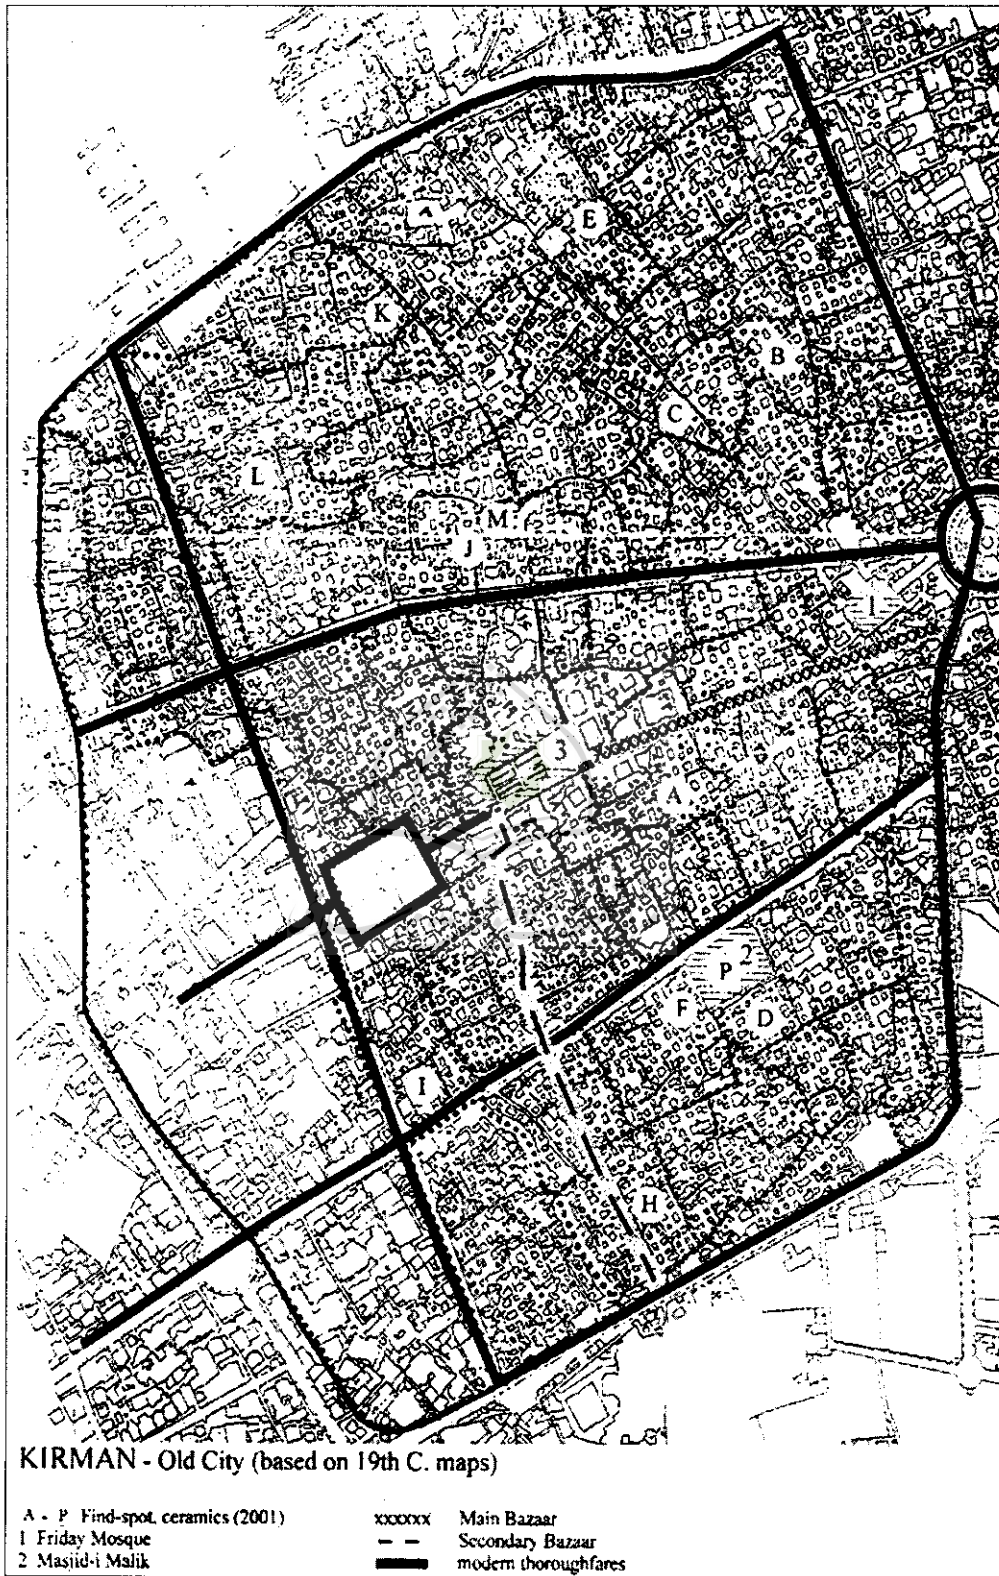 E
K
B
C
L
M
J
1
3
A
2
P
F
D
I
H
KIRMAN - Old City (based on 19th C. maps)
A - P Find-spot, ceramics (2001)
1 Friday Mosque
2 Masjid-i Malik
xxxxxx Main Bazaar
Secondary Bazaar
modern thoroughfares